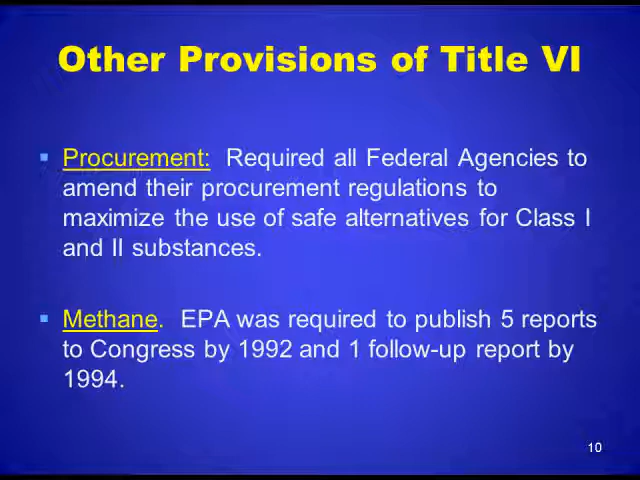 Other Provisions of Title VI
Procurement: Required all Federal Agencies to
amend their procurement regulations to
maximize the use of safe alternatives for Class I
and II substances.
Methane. EPA was required to publish 5 reports
to Congress by 1992 and 1 follow-up report by
1994.
10